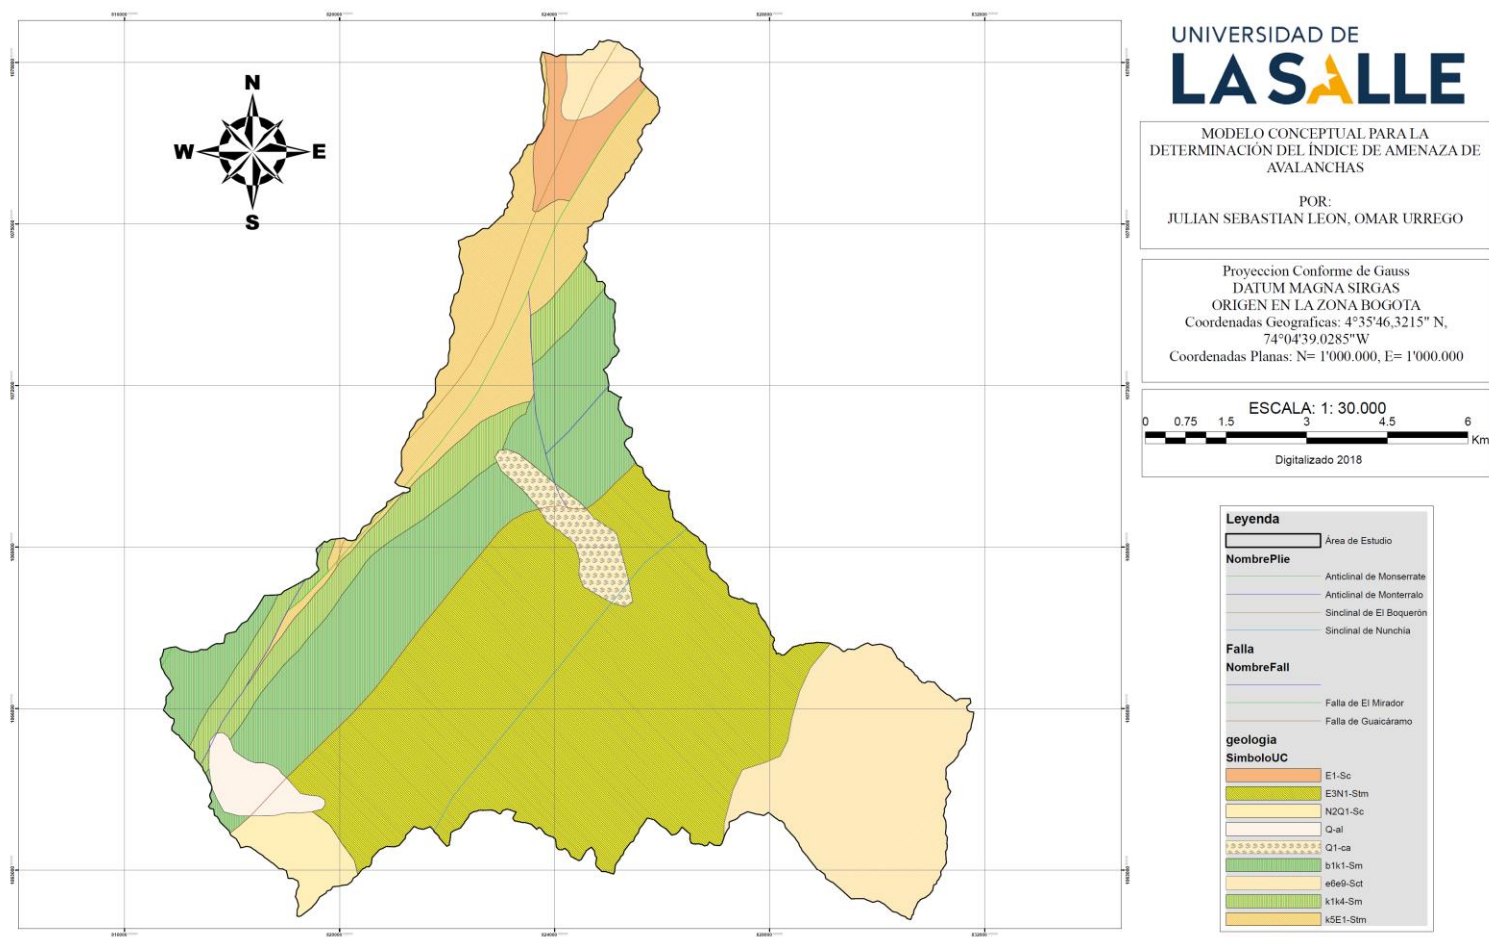 N
W
E
S
UNIVERSIDAD DE
LA SALLE
MODELO CONCEPTUAL PARA LA
DETERMINACIÓN DEL ÍNDICE DE AMENAZA DE
AVALANCHAS
POR:
JULIAN SEBASTIAN LEON, OMAR URREGO
Proyeccion Conforme de Gauss
DATUM MAGNA SIRGAS
ORIGEN EN LA ZONA BOGOTA
Coordenadas Geograficas: 4°35'46,3215" N,
74°04'39.0285"W
Coordenadas Planas: N= 1'000.000, E= 1'000.000
ESCALA: 1: 30.000
0 0.75 1.5 3 4.5 6
Km
Digitalizado 2018
Leyenda
Área de Estudio
NombrePlie
Anticlinal de Monserrate
Anticlinal de Monterralo
Sinclinal de El Boquerón
Sinclinal de Nunchía
Falla
NombreFall
Falla de El Mirador
Falla de Guaicáramo
geologia
SimboloUC
E1-Sc
E3N1-Stm
N2Q1-Sc
Q-al
Q1-ca
b1k1-Sm
e6e9-Sct
k1k4-Sm
k5E1-Stm